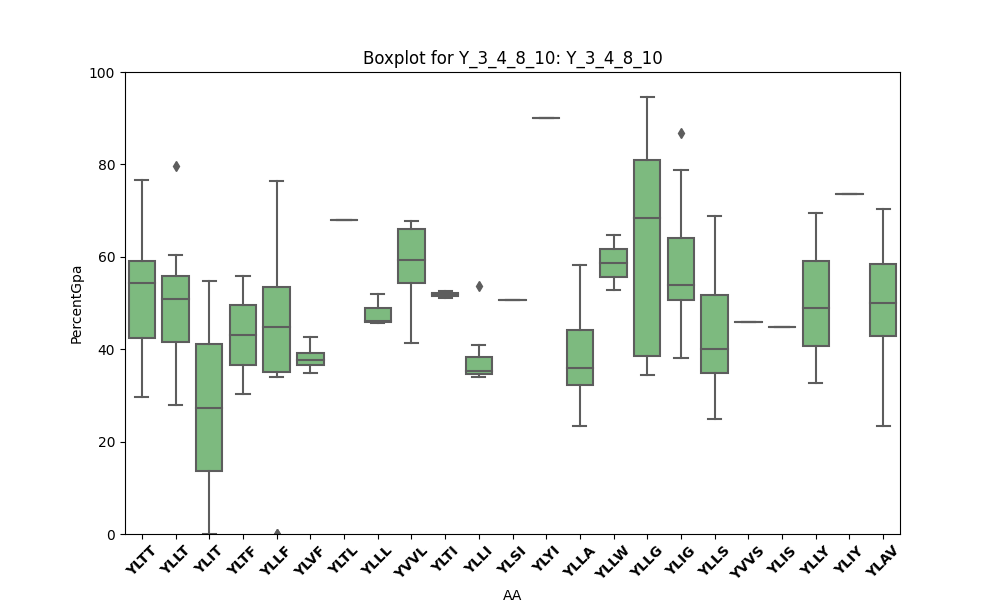 Boxplot for Y_3_4_8_10: Y_3_4_8_10
PercentGpa
100
80
60
40
20
0
YLTT YLLT YLIT YLTF YLLF YLVF YLTL YLLL YVVL YLTI YLLI YLSI YLYI YLLA YLLW YLLG YLIG YLLS YVVS YLIS YLLY YLIY YLAV
AA